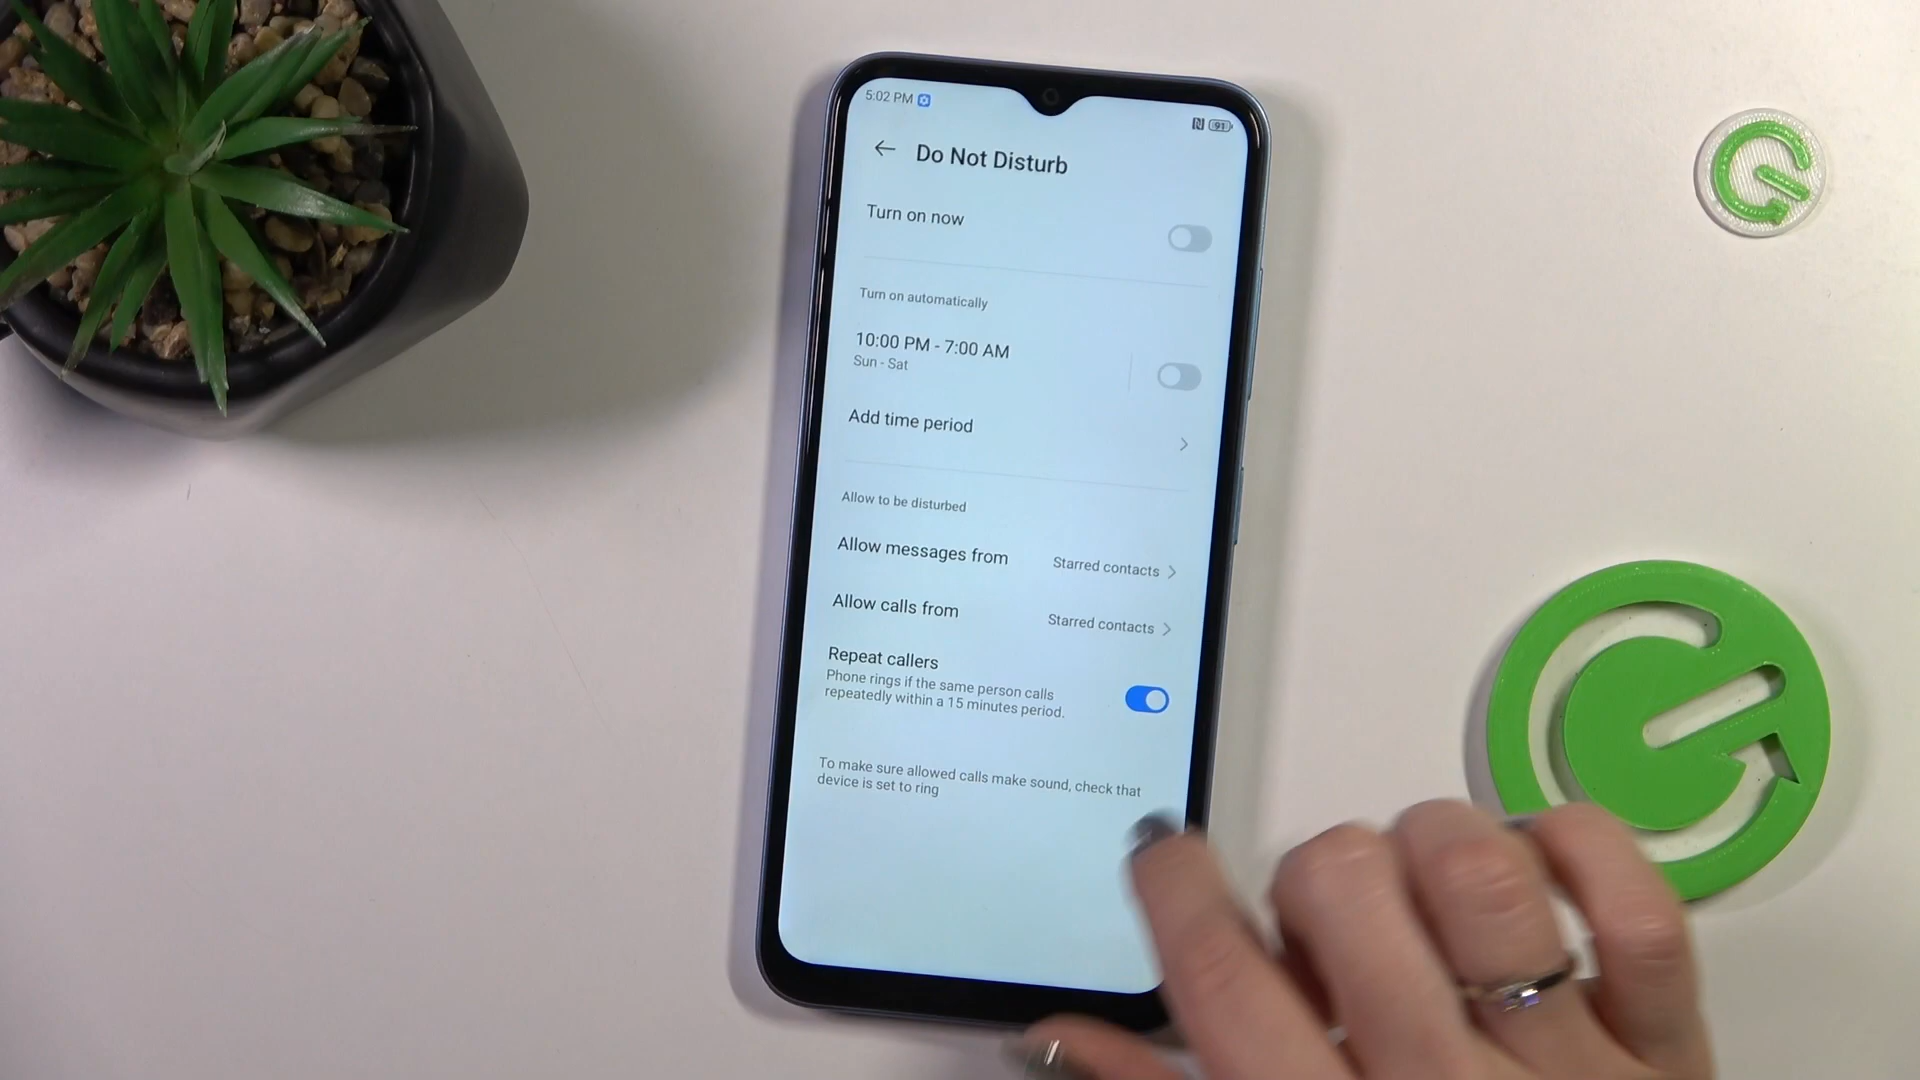 5:02 PM
91
Do Not Disturb
Turn on now
Turn on automatically
10:00 PM - 7:00 AM
Sun - Sat
Add time period
Allow to be disturbed
Allow messages from Starred contacts
Allow calls from Starred contacts
Repeat callers
Phone rings if the same person calls
repeatedly within a 15 minutes period.
To make sure allowed calls make sound, check that
device is set to ring